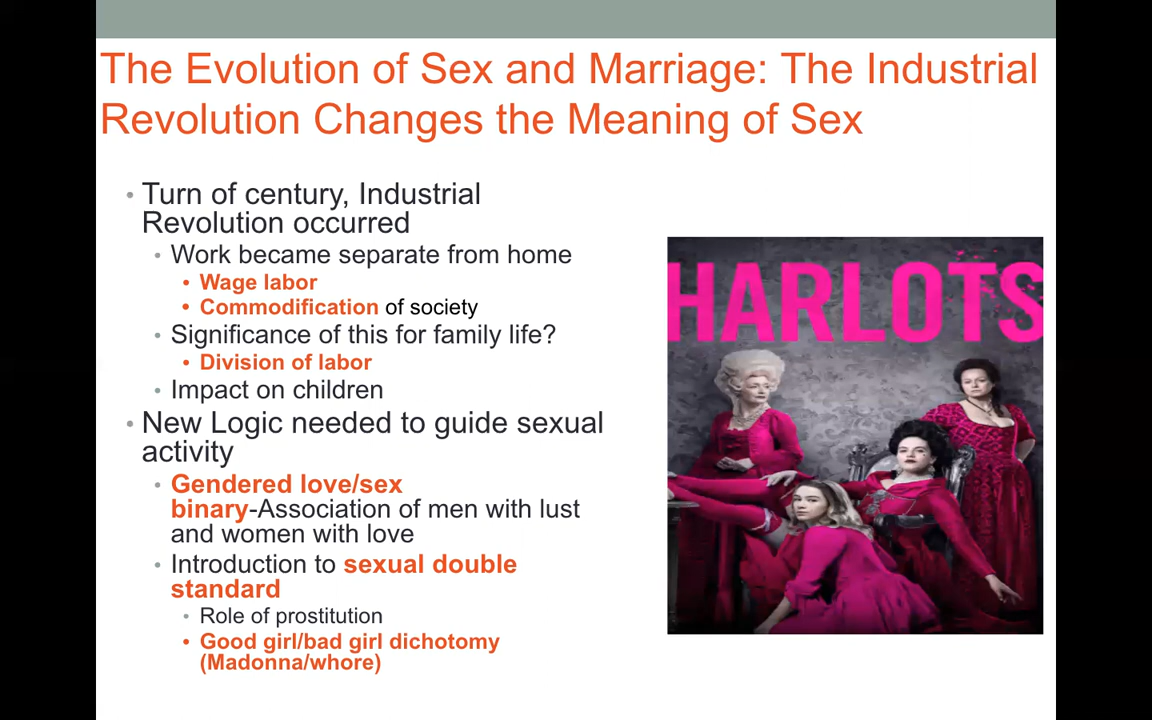 The Evolution of Sex and Marriage: The Industrial
Revolution Changes the Meaning of Sex
• Turn of century, Industrial
Revolution occurred
• Work became separate from home
• Wage labor
• Commodification of society
• Significance of this for family life?
• Division of labor
• Impact on children
• New Logic needed to guide sexual
activity
• Gendered love/sex
binary-Association of men with lust
and women with love
• Introduction to sexual double
standard
• Role of prostitution
• Good girl/bad girl dichotomy
(Madonna/whore)
HARLOTS